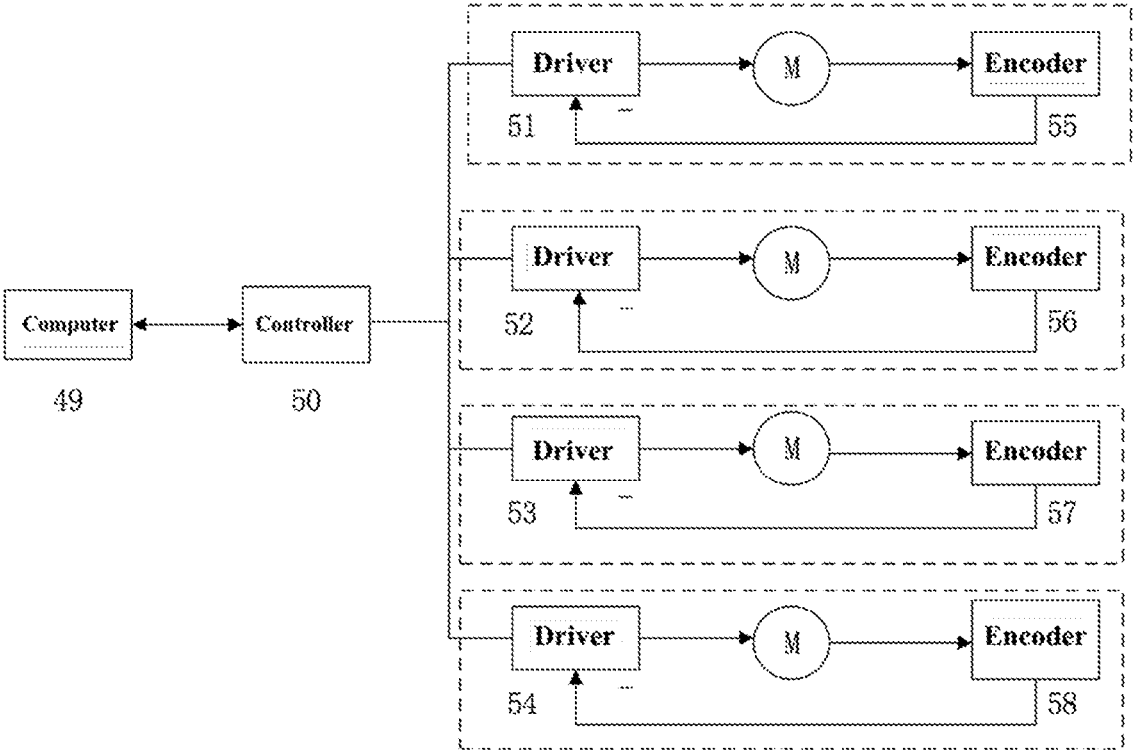 Driver M Encoder
51 — 55
Driver M Encoder
52 — 56
Computer Controller
49 50
Driver M Encoder
53 — 57
Driver M Encoder
54 — 58